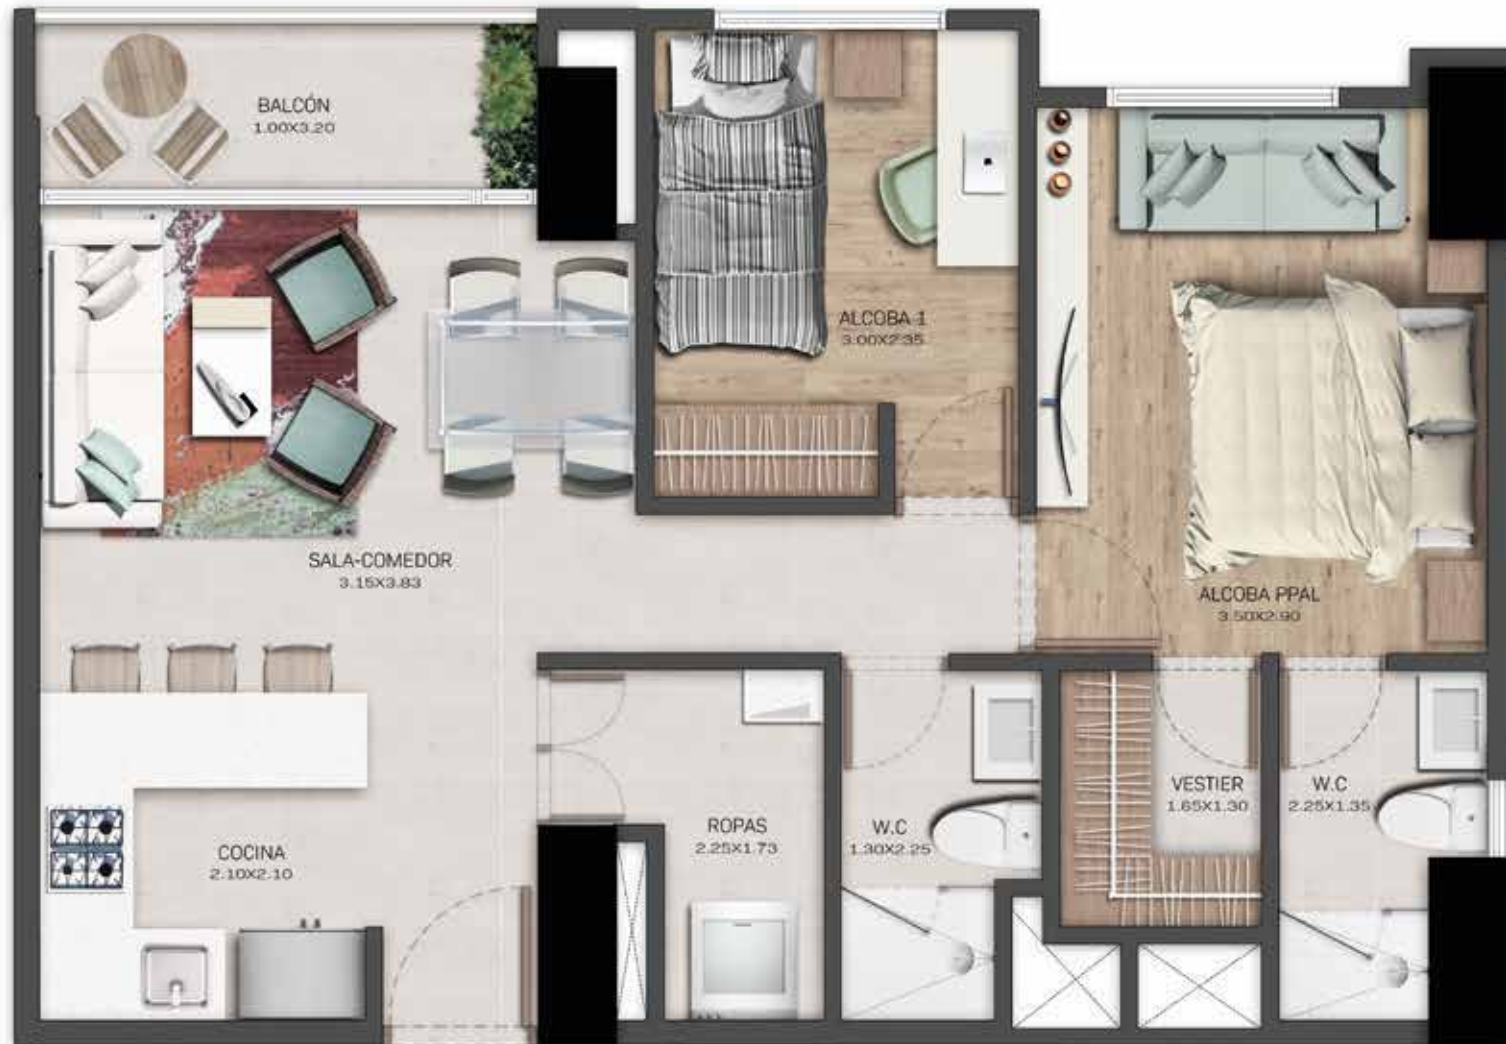 BALCÓN
1.00X3.20
ALCOBA 1
3.00X2.35
SALA-COMEDOR
3.15X3.83
ALCOBA PPAL
3.50X2.90
COCINA
2.10X2.10
ROPAS
2.25X1.73
W.C
1.30X2.25
VESTIER
1.65X1.30
W.C
2.25X1.35